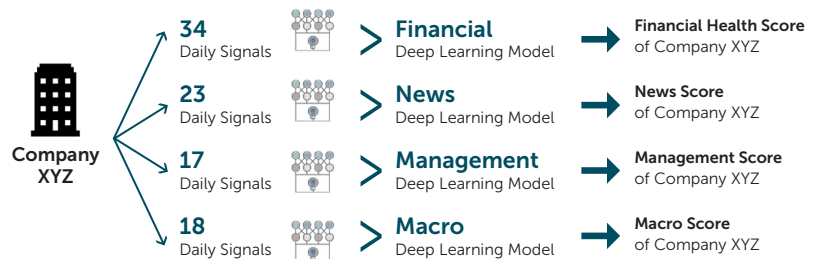 34
Daily Signals
Financial
Deep Learning Model
Financial Health Score
of Company XYZ
23
Daily Signals
News
Deep Learning Model
News Score
of Company XYZ
Company
XYZ
17
Daily Signals
Management
Deep Learning Model
Management Score
of Company XYZ
18
Daily Signals
Macro
Deep Learning Model
Macro Score
of Company XYZ